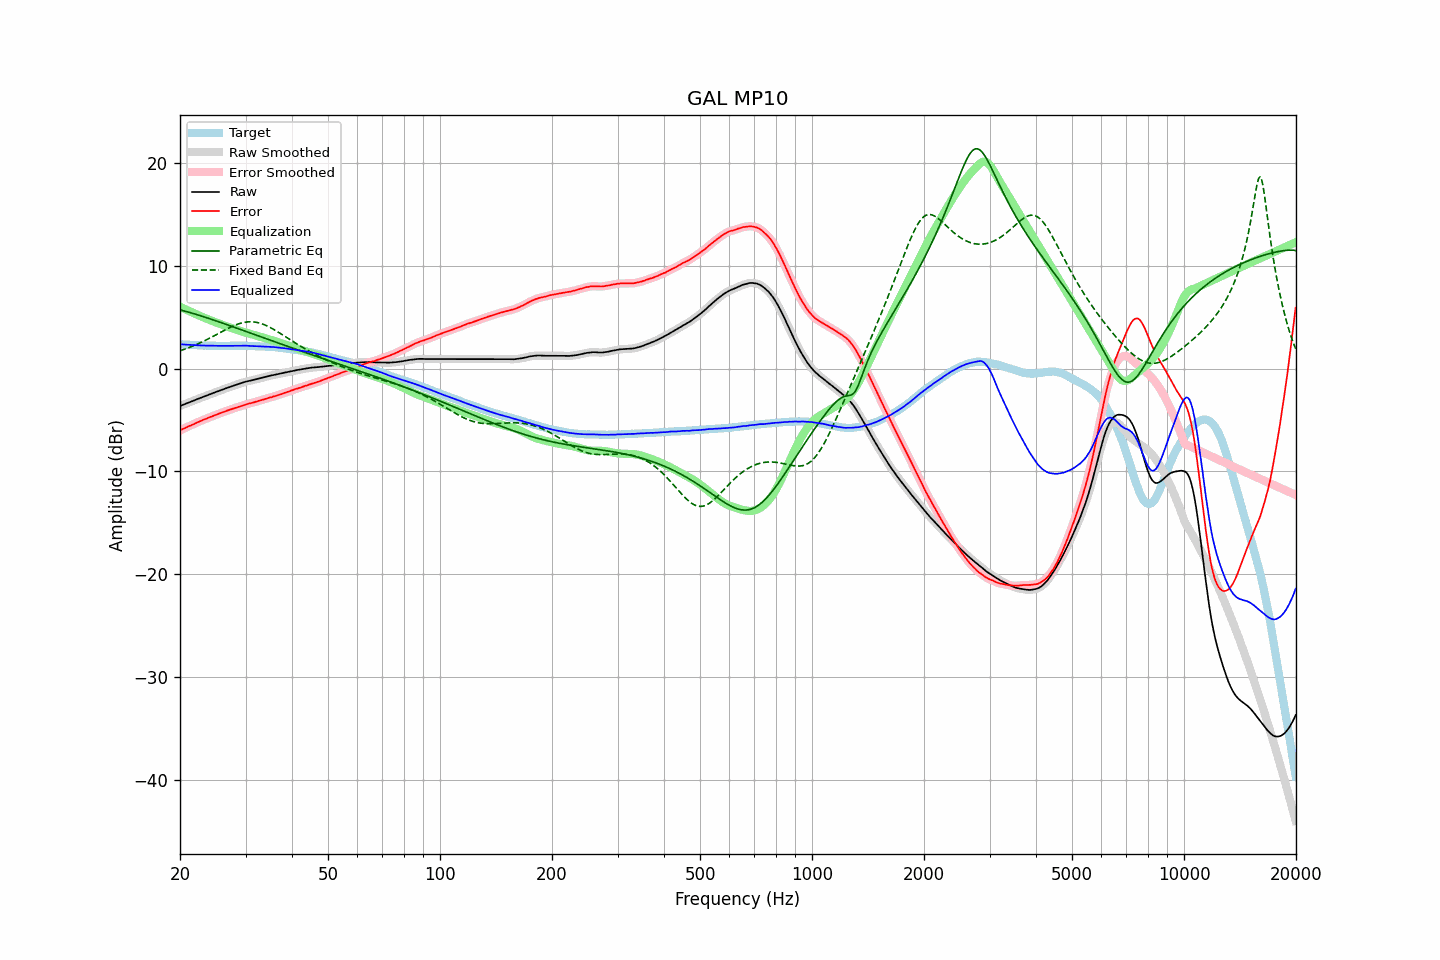 GAL MP10
Target
Raw Smoothed
Error Smoothed
Raw
Error
Equalization
Parametric Eq
Fixed Band Eq
Equalized
20
10
0
−10
−20
−30
−40
Amplitude (dBr)
20 50 100 200 500 1000 2000 5000 10000 20000
Frequency (Hz)